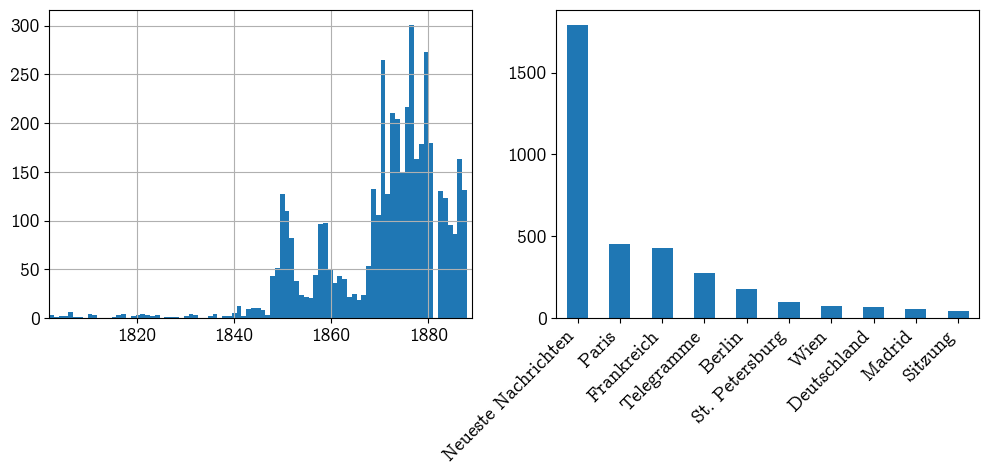 300
250
200
150
100
50
0
1820 1840 1860 1880
1500
1000
500
0
Neueste Nachrichten
Paris
Frankreich
Telegramme
Berlin
St. Petersburg
Wien
Deutschland
Madrid
Sitzung